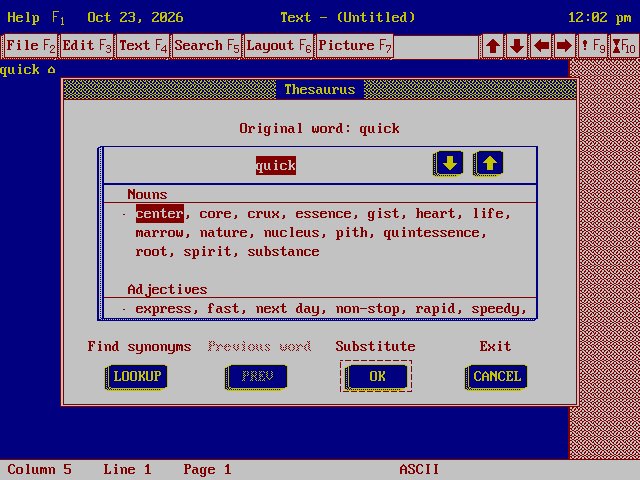 Help F1 Oct 23, 2026 Text - (Untitled) 12:02 pm
File F2 Edit F3 Text F4 Search F5 Layout F6 Picture F7 ! F9 F10
quick
Thesaurus
Original word: quick
quick
Nouns
· center, core, crux, essence, gist, heart, life,
marrow, nature, nucleus, pith, quintessence,
root, spirit, substance
Adjectives
· express, fast, next day, non-stop, rapid, speedy,
Find synonyms Previous word Substitute Exit
LOOKUP PREV OK CANCEL
Column 5 Line 1 Page 1 ASCII